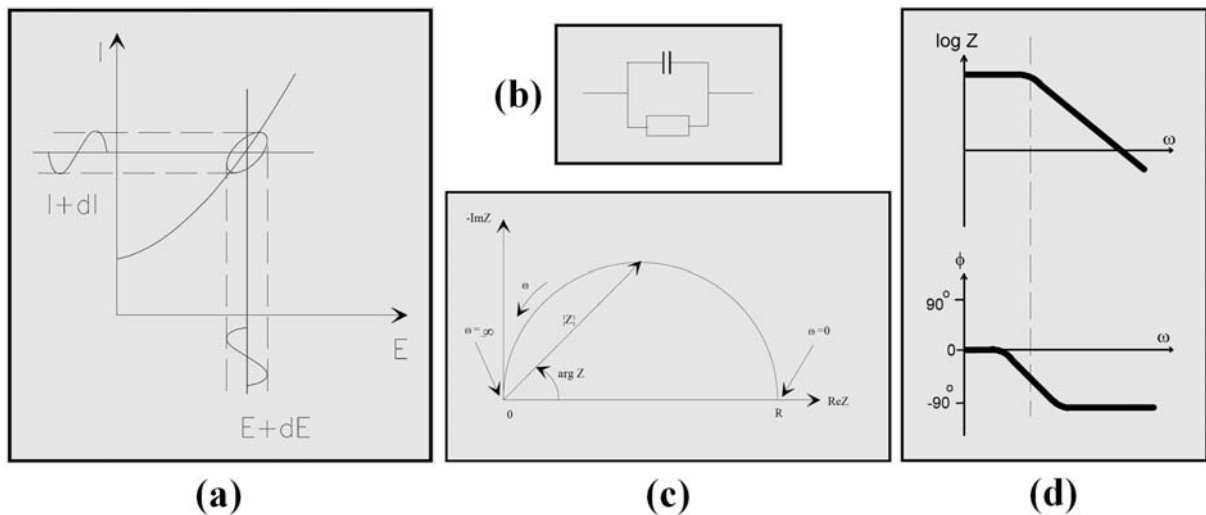 I
I+dI
E
E+dE
(a)
(b)
-ImZ
ω
|Z|
ω=∞
ω=0
arg Z
0
R
ReZ
(c)
log Z
ω
ϕ
90°
0
ω
-90°
(d)